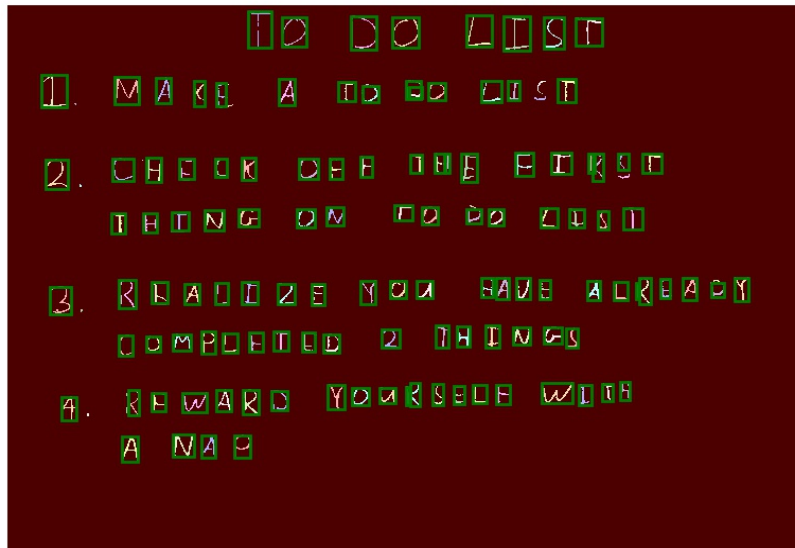 TO DO LIST
1. MAKE A TO DO LIST
2. CHECK OFF THE FIRST
THING ON TO DO LIST
3. REALIZE YOU HAVE ALREADY
COMPLETED 2 THINGS
4. REWARD YOURSELF WITH
A NAP